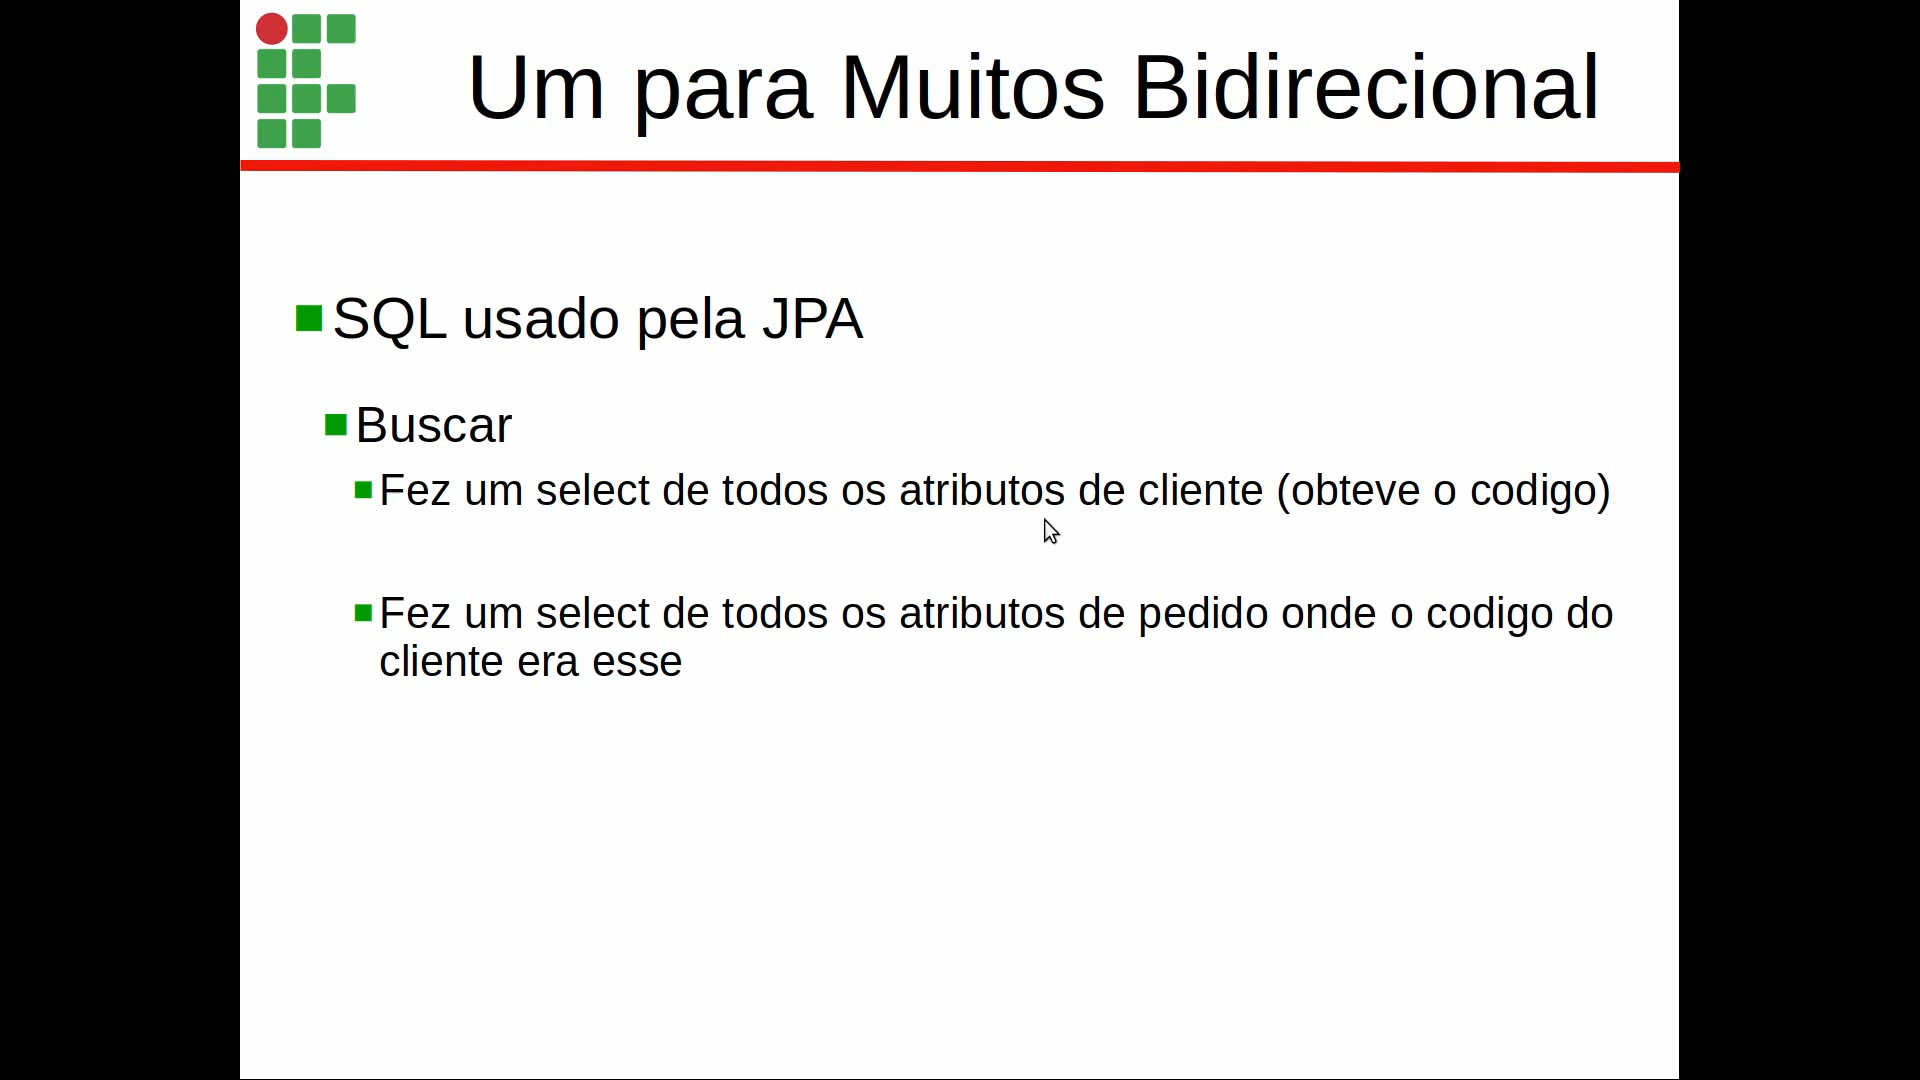 Um para Muitos Bidirecional
SQL usado pela JPA
Buscar
Fez um select de todos os atributos de cliente (obteve o codigo)
Fez um select de todos os atributos de pedido onde o codigo do
cliente era esse